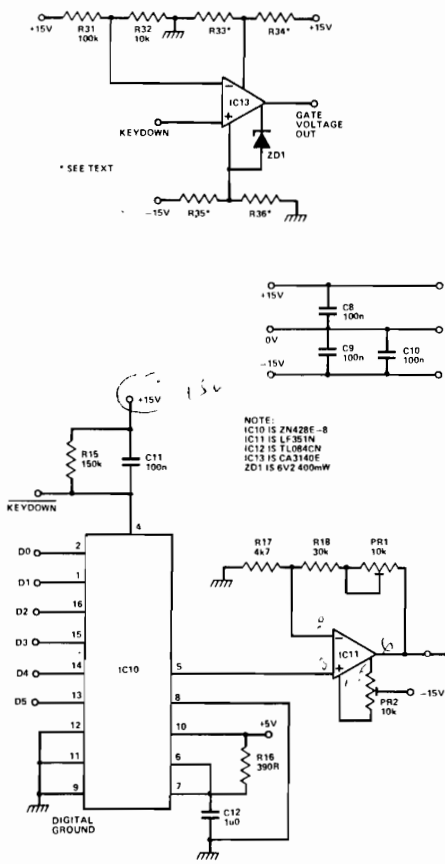 +15V
R31
100k
R32
10k
R33*
R34*
+15V
–
IC13
+
KEYDOWN
GATE
VOLTAGE
OUT
ZD1
* SEE TEXT
–15V
R35*
R36*
+15V
C8
100n
0V
C9
100n
C10
100n
–15V
+15V
15v
NOTE:
IC10 IS ZN428E–8
IC11 IS LF351N
IC12 IS TL084CN
IC13 IS CA3140E
ZD1 IS 6V2 400mW
R15
150k
C11
100n
KEYDOWN
4
D0
2
D1
1
D2
16
D3
15
D4
14
D5
13
12
11
9
IC10
5
8
10
6
7
DIGITAL
GROUND
+5V
R16
390R
C12
1u0
R17
4k7
R18
30k
PR1
10k
–
IC11
+
3
6
PR2
10k
–15V